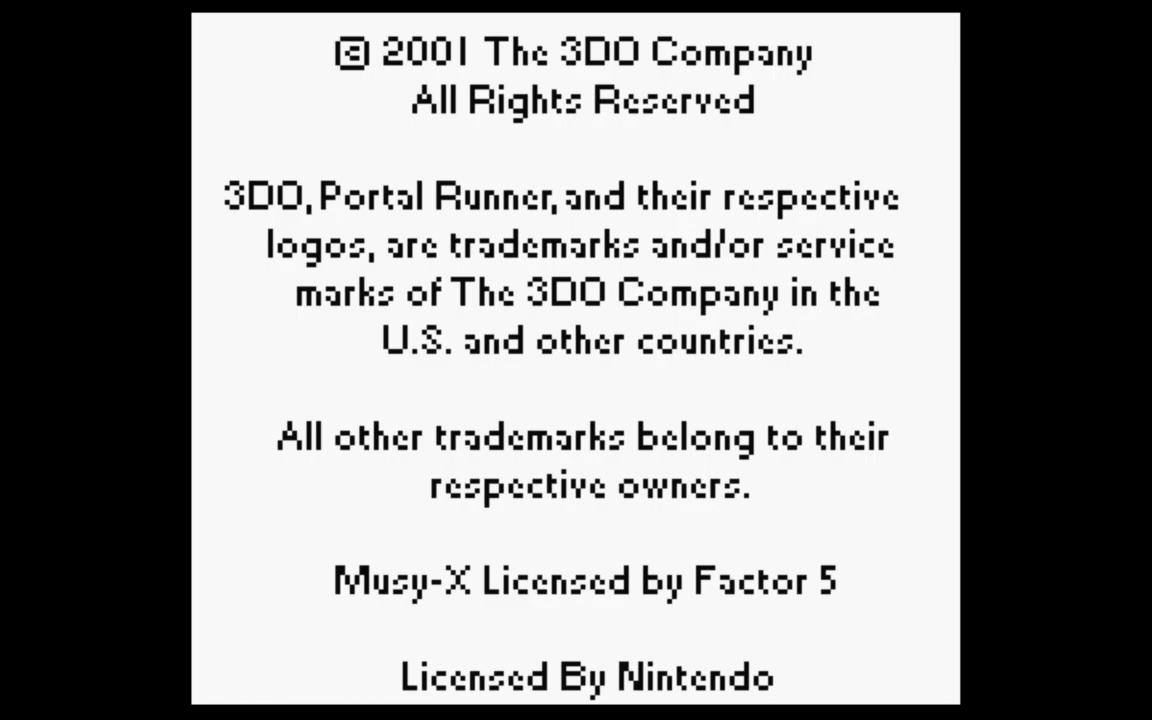 © 2001 The 3DO Company
All Rights Reserved
3DO, Portal Runner, and their respective
logos, are trademarks and/or service
marks of The 3DO Company in the
U.S. and other countries.
All other trademarks belong to their
respective owners.
Musy-X Licensed by Factor 5
Licensed By Nintendo